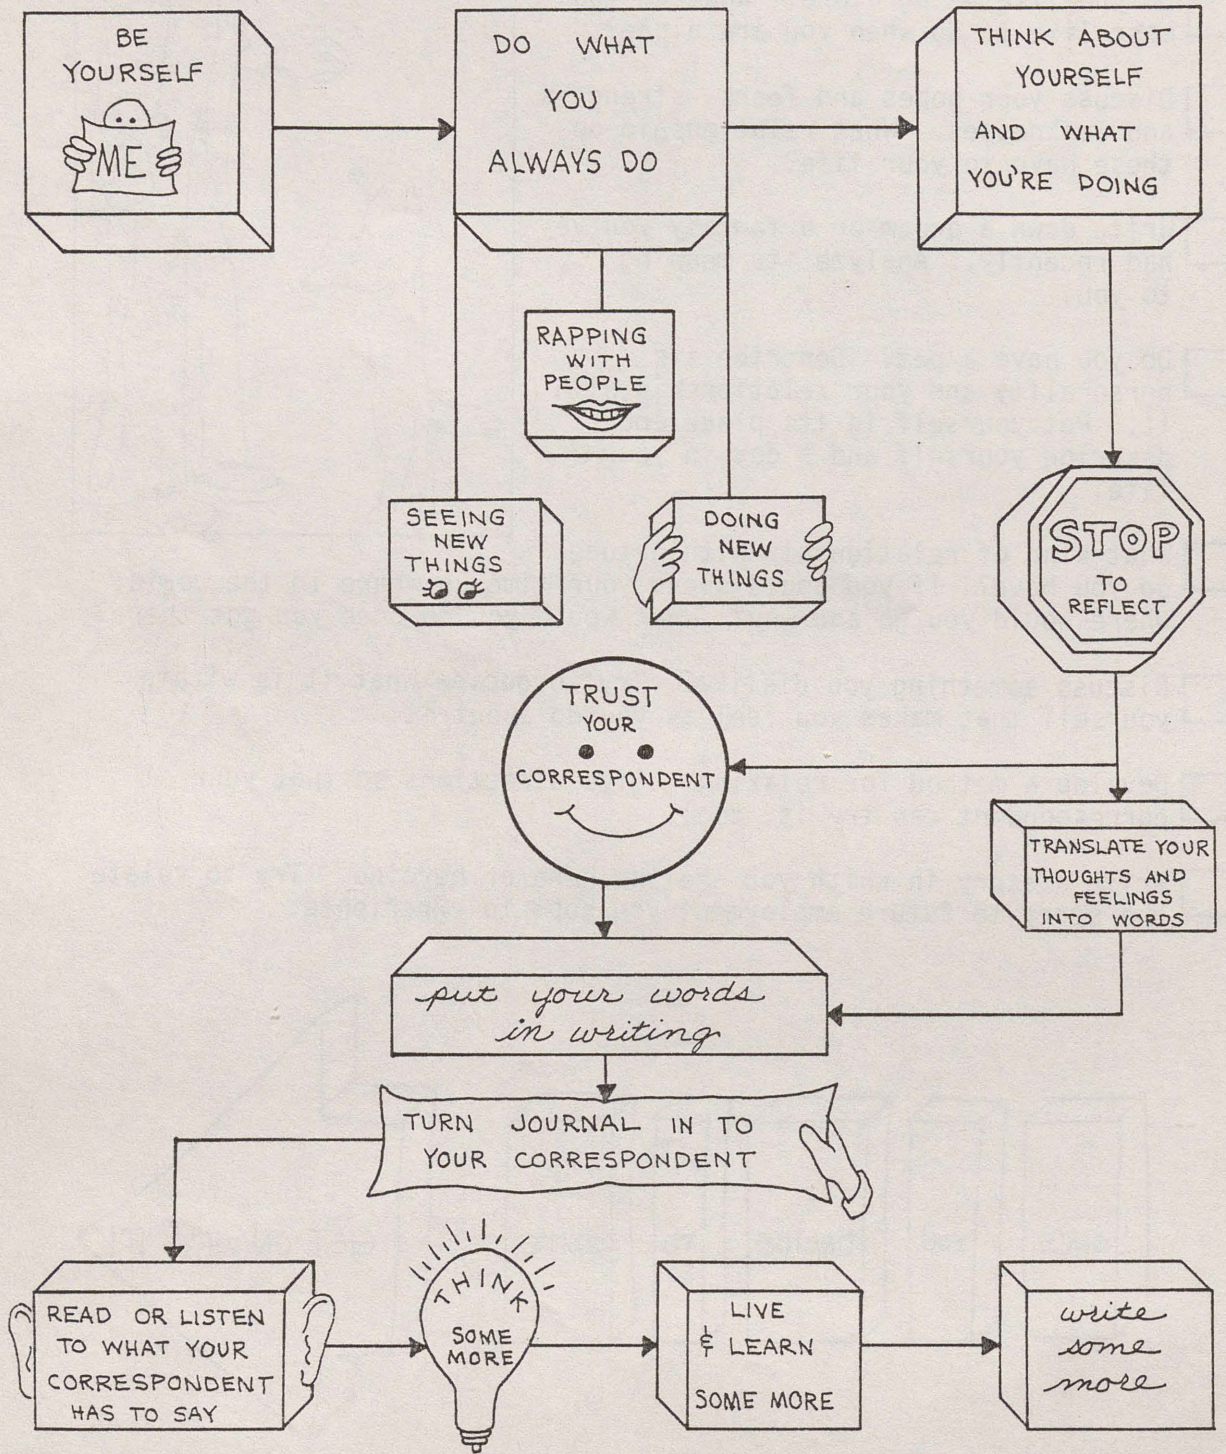 BE
YOURSELF
ME
DO WHAT
YOU
ALWAYS DO
THINK ABOUT
YOURSELF
AND WHAT
YOU'RE DOING
RAPPING
WITH
PEOPLE
SEEING
NEW
THINGS
DOING
NEW
THINGS
STOP
TO
REFLECT
TRUST
YOUR
CORRESPONDENT
TRANSLATE YOUR
THOUGHTS AND
FEELINGS
INTO WORDS
put your words
in writing
TURN JOURNAL IN TO
YOUR CORRESPONDENT
READ OR LISTEN
TO WHAT YOUR
CORRESPONDENT
HAS TO SAY
THINK
SOME
MORE
LIVE
& LEARN
SOME MORE
write
some
more